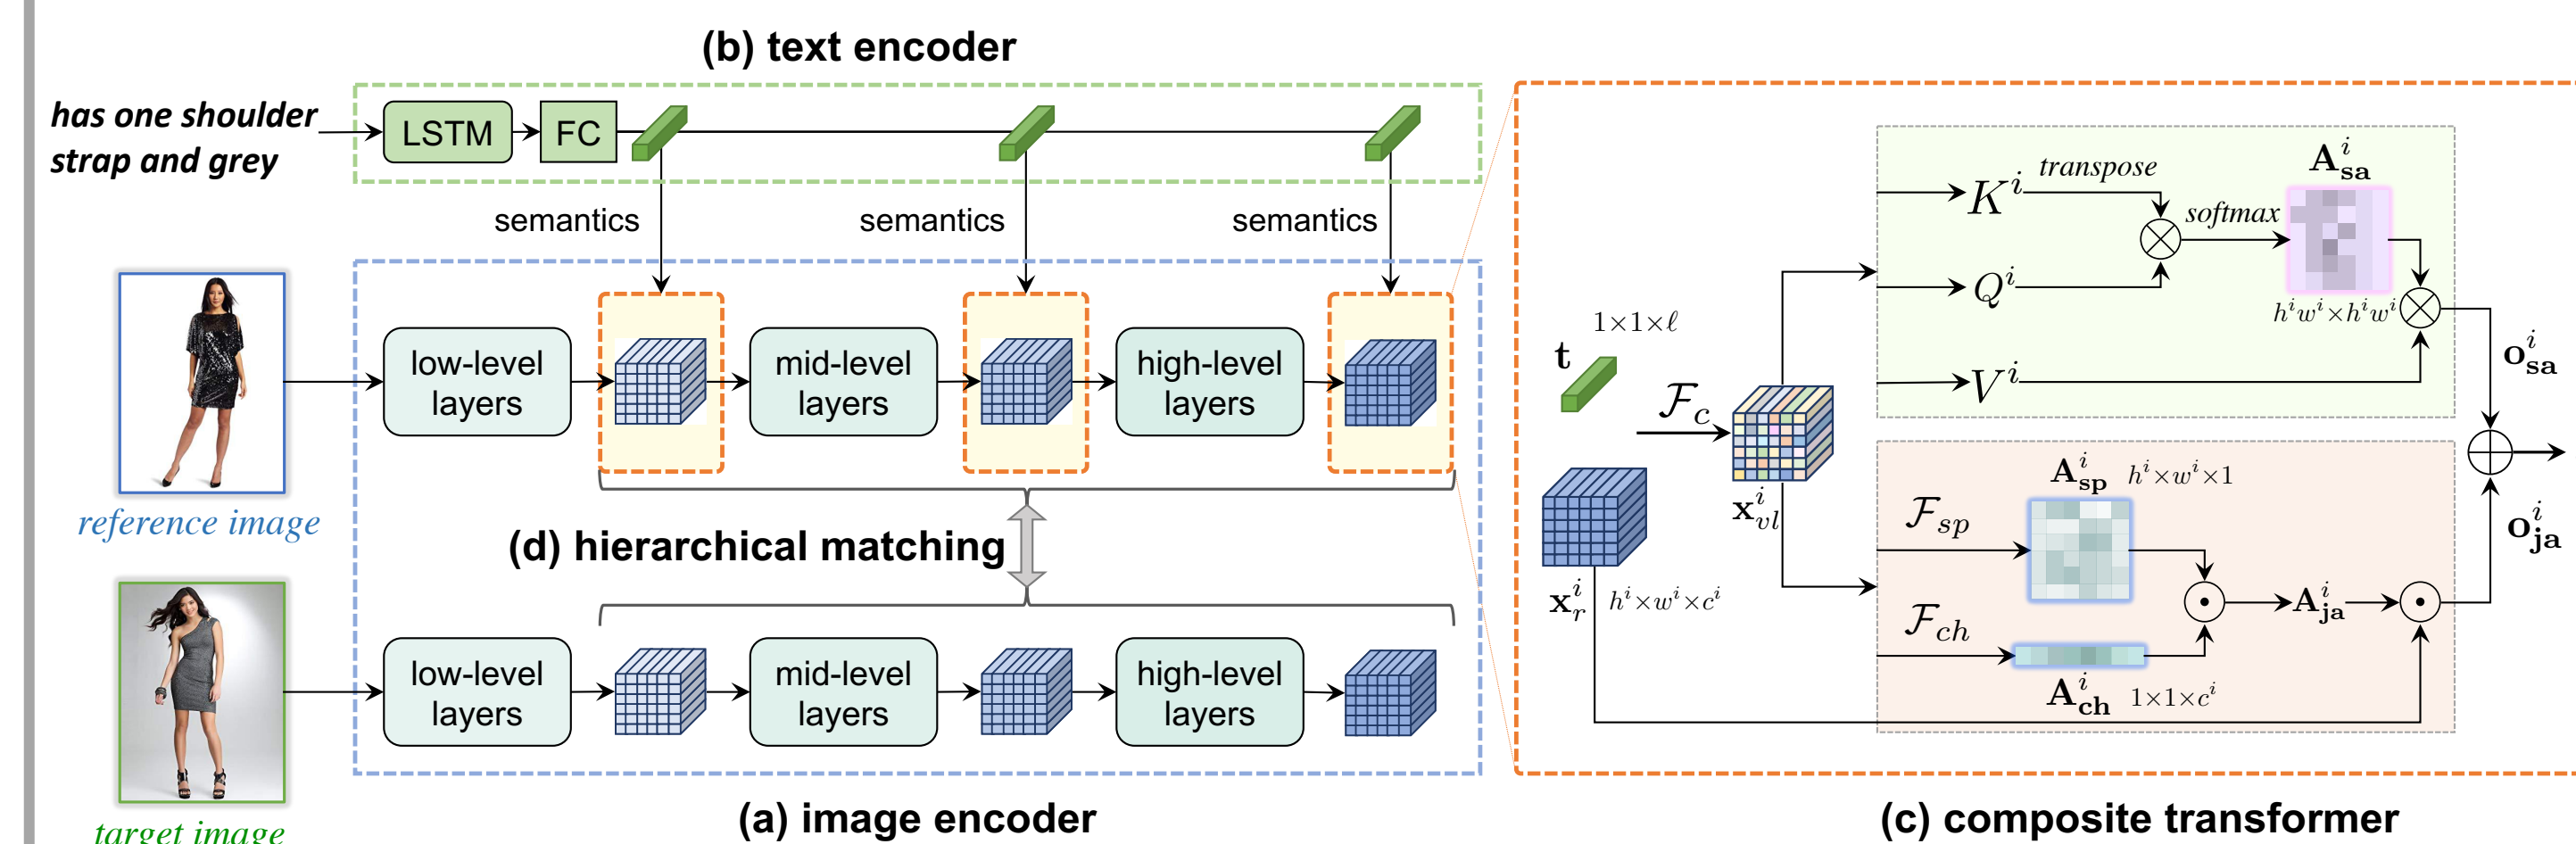 (b) text encoder
has one shoulder
strap and grey
LSTM
FC
semantics
semantics
semantics
reference image
low-level
layers
mid-level
layers
high-level
layers
(d) hierarchical matching
target image
low-level
layers
mid-level
layers
high-level
layers
(a) image encoder
t
1×1×ℓ
𝓕c
x^i_r
h^i×w^i×c^i
x^i_vl
K^i
transpose
Q^i
softmax
V^i
A^i_sa
h^iw^i×h^iw^i
o^i_sa
𝓕sp
A^i_sp h^i×w^i×1
𝓕ch
A^i_ch 1×1×c^i
A^i_ja
o^i_ja
(c) composite transformer